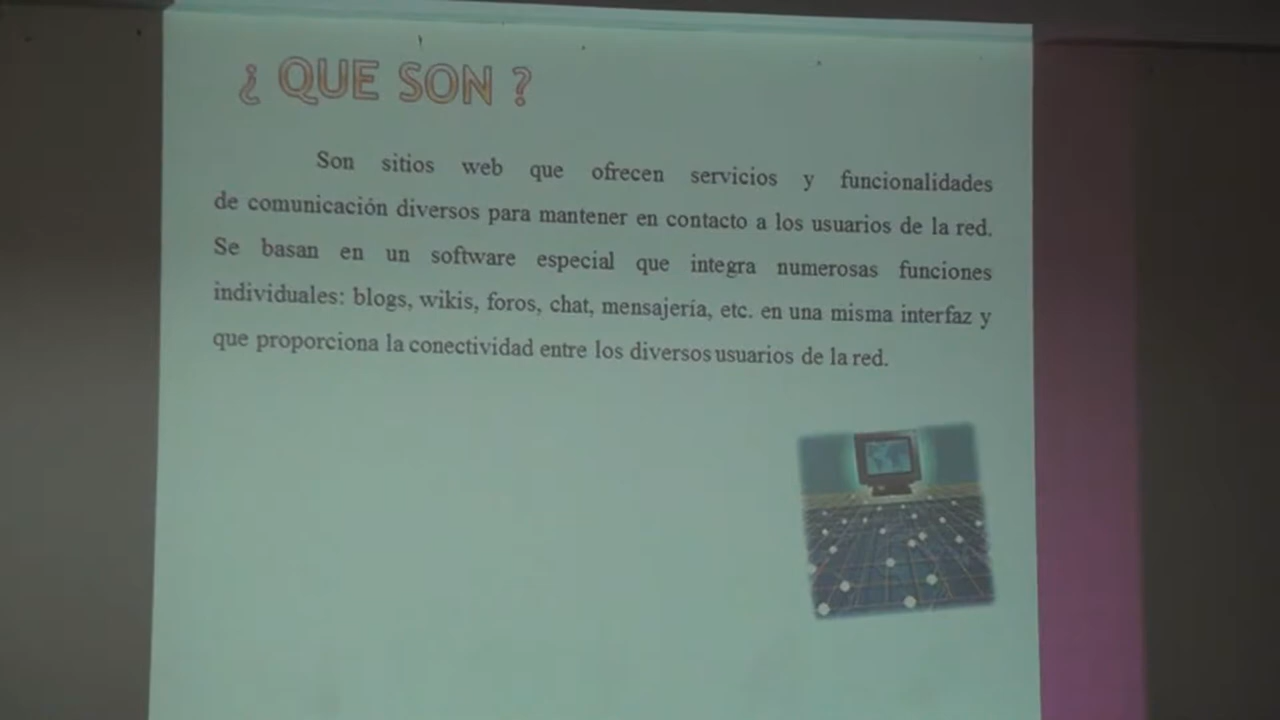 ¿ QUE SON ?
Son sitios web que ofrecen servicios y funcionalidades
de comunicación diversos para mantener en contacto a los usuarios de la red.
Se basan en un software especial que integra numerosas funciones
individuales: blogs, wikis, foros, chat, mensajería, etc. en una misma interfaz y
que proporciona la conectividad entre los diversos usuarios de la red.